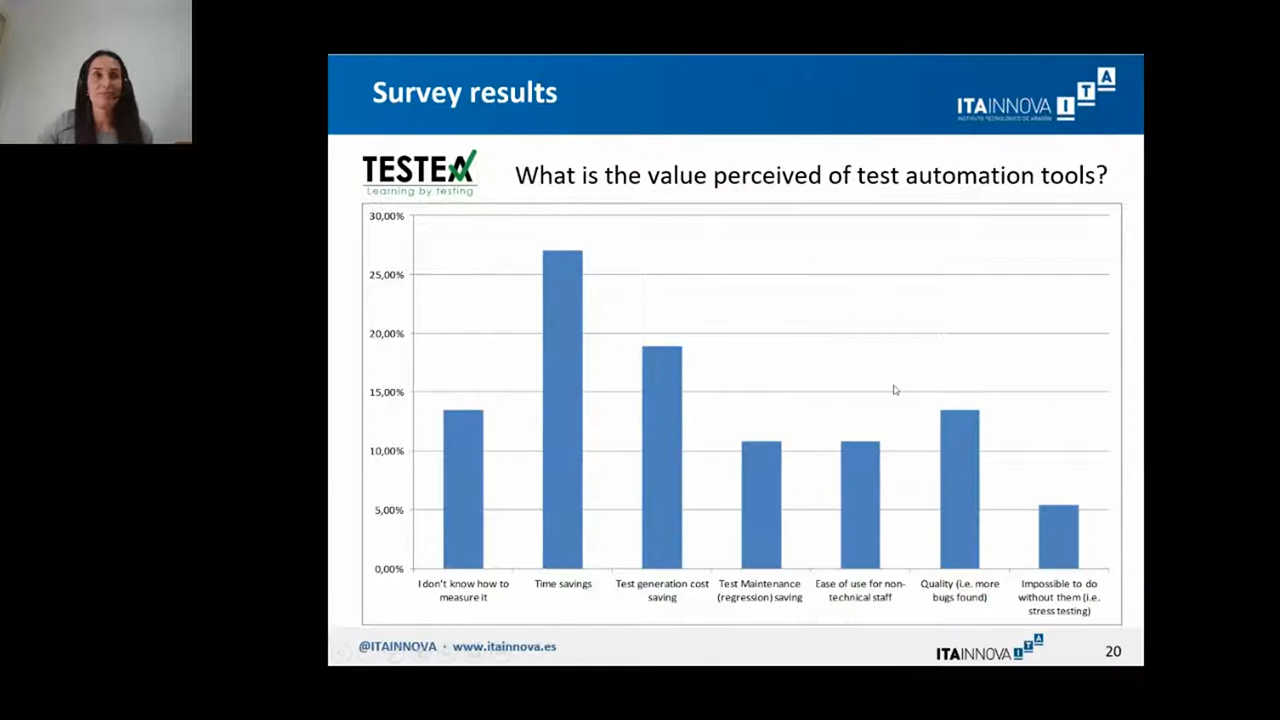 Survey results
ITAINNOVA
INSTITUTO TECNOLÓGICO DE ARAGÓN
I T A
TESTEA
Learning by testing
What is the value perceived of test automation tools?
30,00%
25,00%
20,00%
15,00%
10,00%
5,00%
0,00%
I don't know how to
measure it
Time savings
Test generation cost
saving
Test Maintenance
(regression) saving
Ease of use for non-
technical staff
Quality (i.e. more
bugs found)
Impossible to do
without them (i.e.
stress testing)
@ITAINNOVA · www.itainnova.es
ITAINNOVA
I T A
20